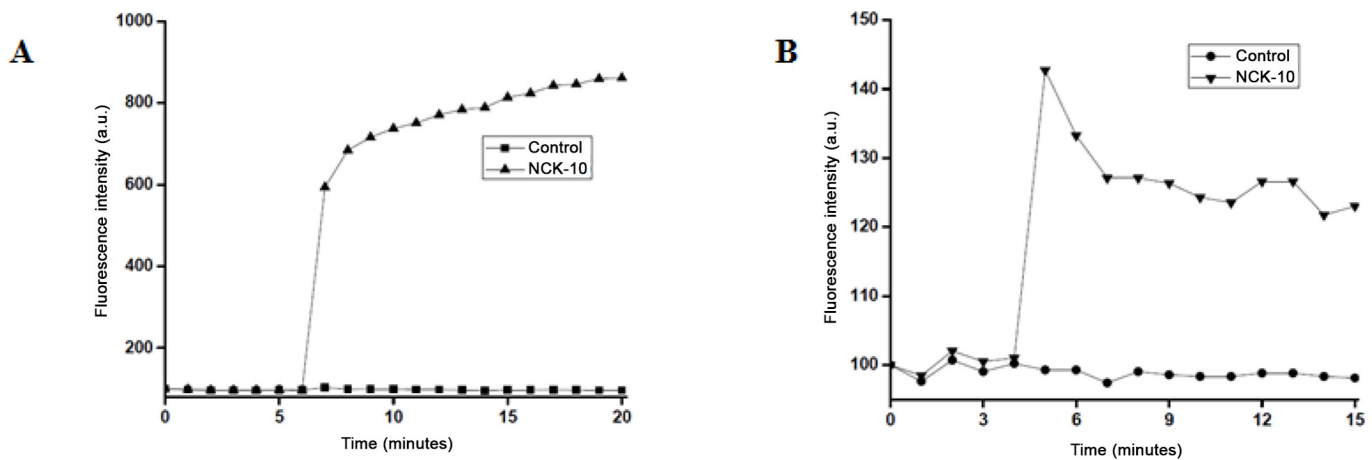 A
1000
800
600
400
200
0
5
10
15
20
Fluorescence intensity (a.u.)
Time (minutes)
Control
NCK-10
B
150
140
130
120
110
100
0
3
6
9
12
15
Fluorescence intensity (a.u.)
Time (minutes)
Control
NCK-10